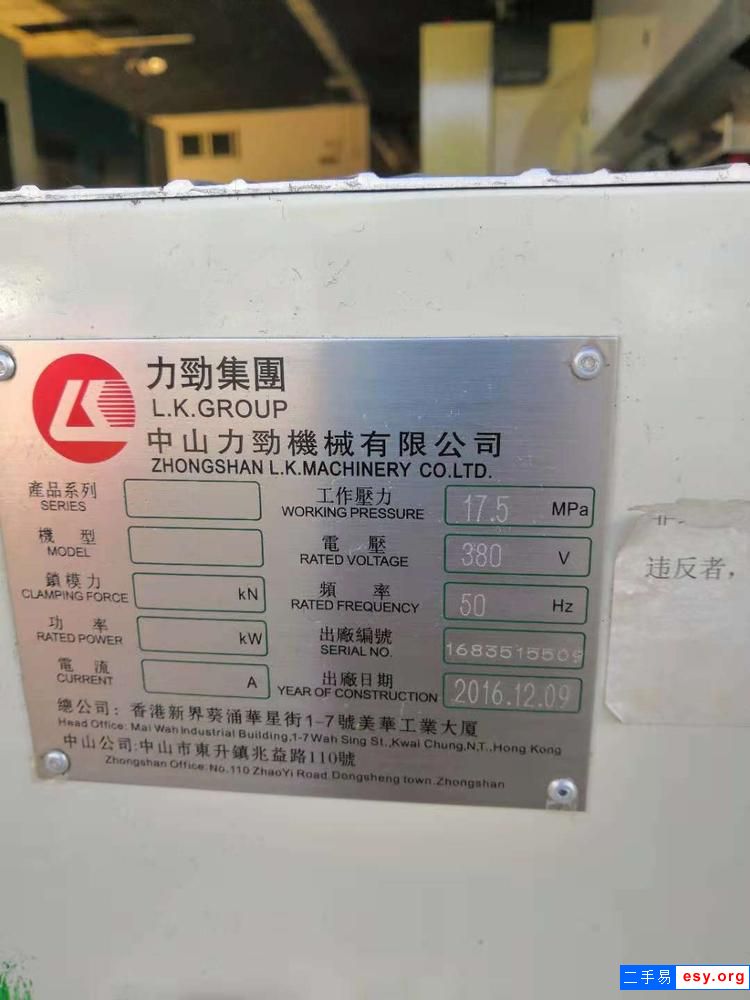 力勁集團
L.K.GROUP
中山力勁機械有限公司
ZHONGSHAN L.K.MACHINERY CO.LTD.
產品系列
SERIES
機 型
MODEL
鎖模力
CLAMPING FORCE kN
功 率
RATED POWER kW
電 流
CURRENT A
工作壓力
WORKING PRESSURE 17.5 MPa
電 壓
RATED VOLTAGE 380 V
頻 率
RATED FREQUENCY 50 Hz
出廠編號
SERIAL NO. 1683515509
出廠日期
YEAR OF CONSTRUCTION 2016.12.09
總公司: 香港新界葵涌華星街1-7號美華工業大廈
Head Office: Mai Wah Industrial Building,1-7 Wah Sing St.,Kwai Chung,N.T., Hong Kong
中山公司:中山市東升鎮兆益路110號
Zhongshan Office:No.110 ZhaoYi Road Dongsheng town.Zhongshan
违反者,
二手易 esy.org